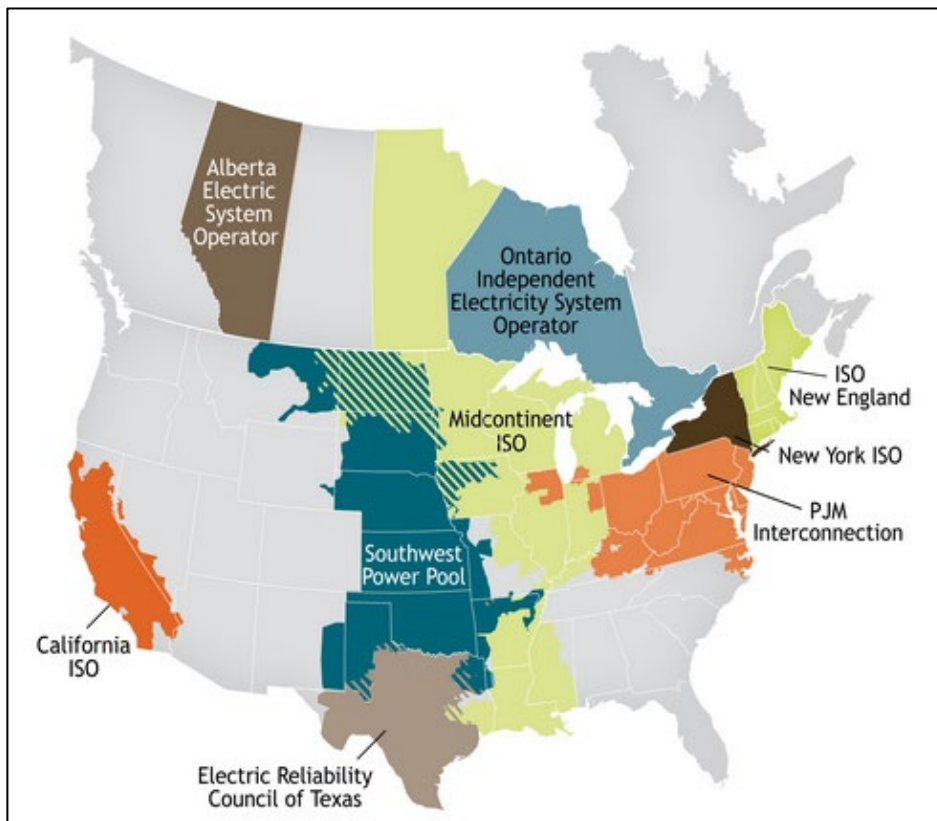 Alberta
Electric
System
Operator
Ontario
Independent
Electricity System
Operator
ISO
New England
Midcontinent
ISO
New York ISO
PJM
Interconnection
Southwest
Power Pool
California
ISO
Electric Reliability
Council of Texas